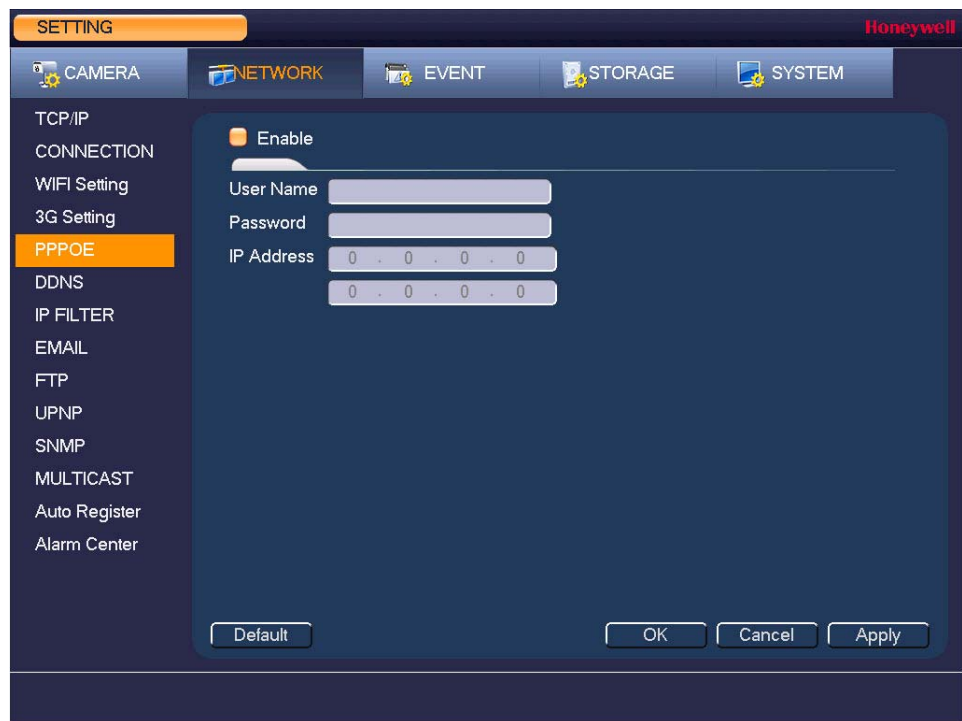 SETTING
Honeywell
CAMERA NETWORK EVENT STORAGE SYSTEM
TCP/IP
CONNECTION
WIFI Setting
3G Setting
PPPOE
DDNS
IP FILTER
EMAIL
FTP
UPNP
SNMP
MULTICAST
Auto Register
Alarm Center
Enable
User Name
Password
IP Address 0 . 0 . 0 . 0
0 . 0 . 0 . 0
Default OK Cancel Apply